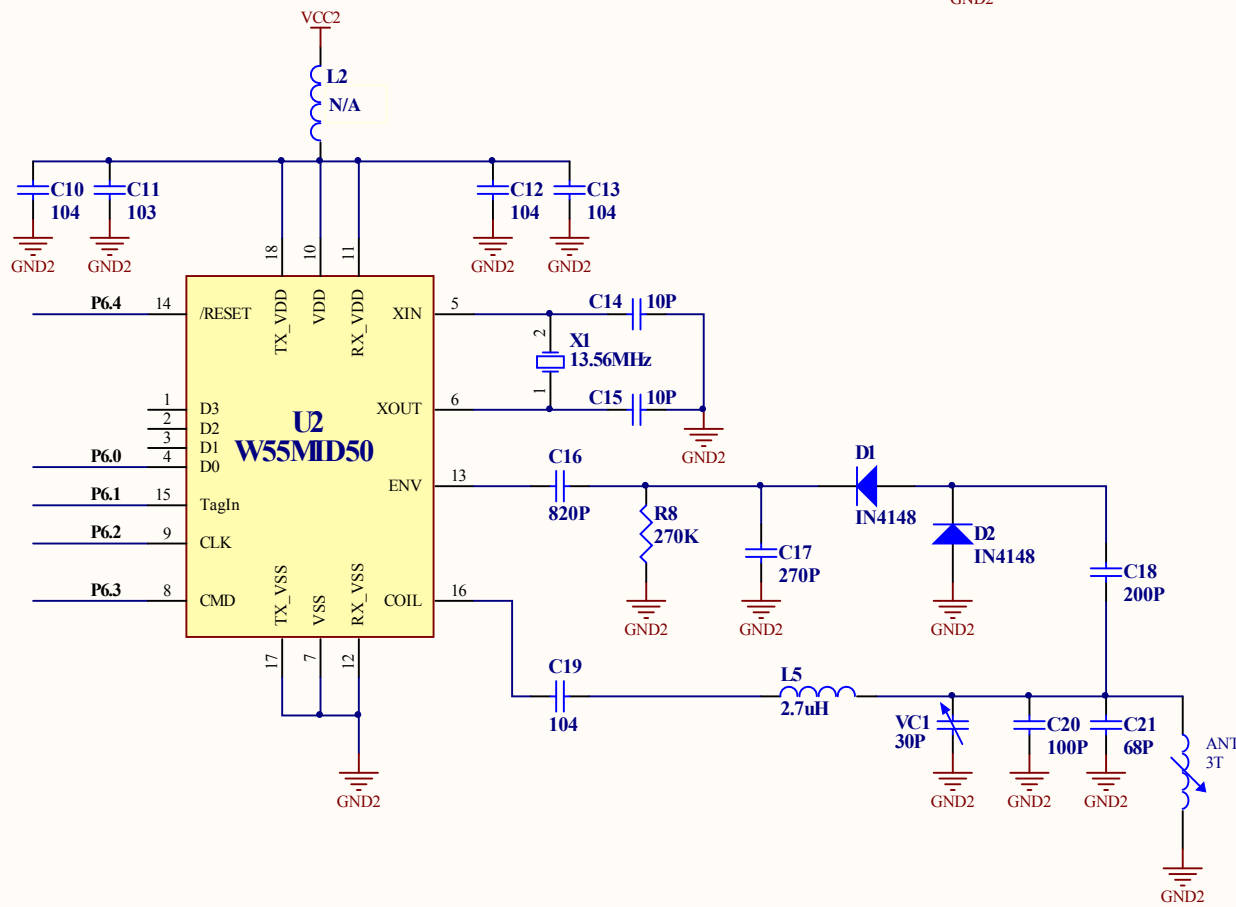 GND2
VCC2
L2
N/A
C10
104
C11
103
C12
104
C13
104
GND2
GND2
GND2
GND2
18
10
11
P6.4
14
/RESET
TX_VDD
VDD
RX_VDD
XIN
5
C14
10P
2
X1
13.56MHz
1
1
D3
2
D2
3
D1
P6.0
4
D0
U2
W55MID50
XOUT
6
C15
10P
GND2
P6.1
15
TagIn
ENV
13
C16
820P
D1
IN4148
R8
270K
C17
270P
D2
IN4148
C18
200P
P6.2
9
CLK
P6.3
8
CMD
TX_VSS
VSS
RX_VSS
COIL
16
GND2
GND2
GND2
17
7
12
C19
104
L5
2.7uH
VC1
30P
C20
100P
C21
68P
ANT
3T
GND2
GND2
GND2
GND2
GND2